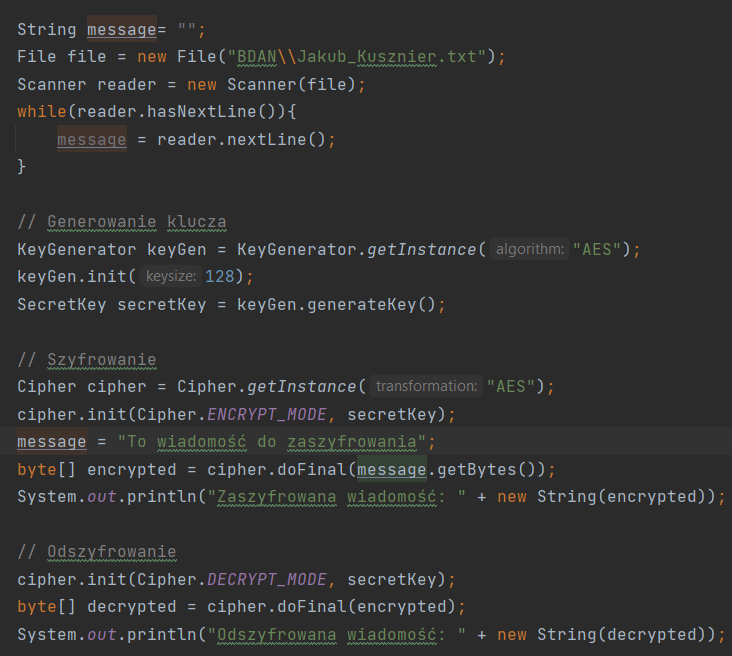 String message= "";
File file = new File("BDAN\\Jakub_Kusznier.txt");
Scanner reader = new Scanner(file);
while(reader.hasNextLine()){
    message = reader.nextLine();
}

// Generowanie klucza
KeyGenerator keyGen = KeyGenerator.getInstance( algorithm: "AES");
keyGen.init( keysize: 128);
SecretKey secretKey = keyGen.generateKey();

// Szyfrowanie
Cipher cipher = Cipher.getInstance( transformation: "AES");
cipher.init(Cipher.ENCRYPT_MODE, secretKey);
message = "To wiadomość do zaszyfrowania";
byte[] encrypted = cipher.doFinal(message.getBytes());
System.out.println("Zaszyfrowana wiadomość: " + new String(encrypted));

// Odszyfrowanie
cipher.init(Cipher.DECRYPT_MODE, secretKey);
byte[] decrypted = cipher.doFinal(encrypted);
System.out.println("Odszyfrowana wiadomość: " + new String(decrypted));